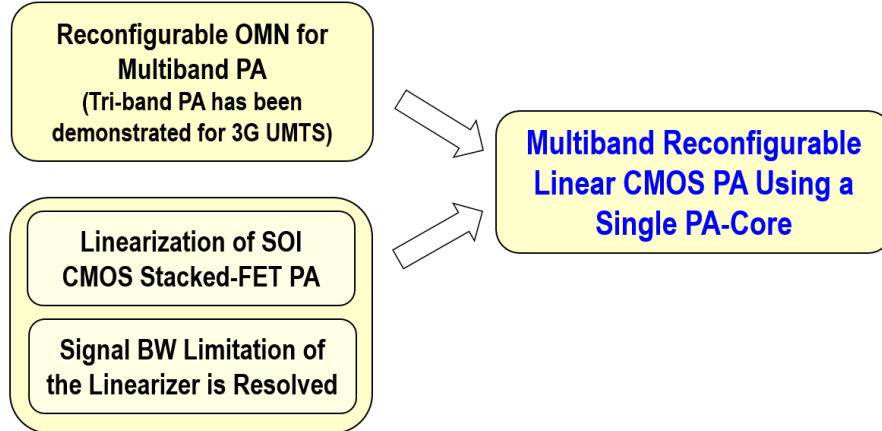 Reconfigurable OMN for
Multiband PA
(Tri-band PA has been
demonstrated for 3G UMTS)
Linearization of SOI
CMOS Stacked-FET PA
Signal BW Limitation of
the Linearizer is Resolved
Multiband Reconfigurable
Linear CMOS PA Using a
Single PA-Core